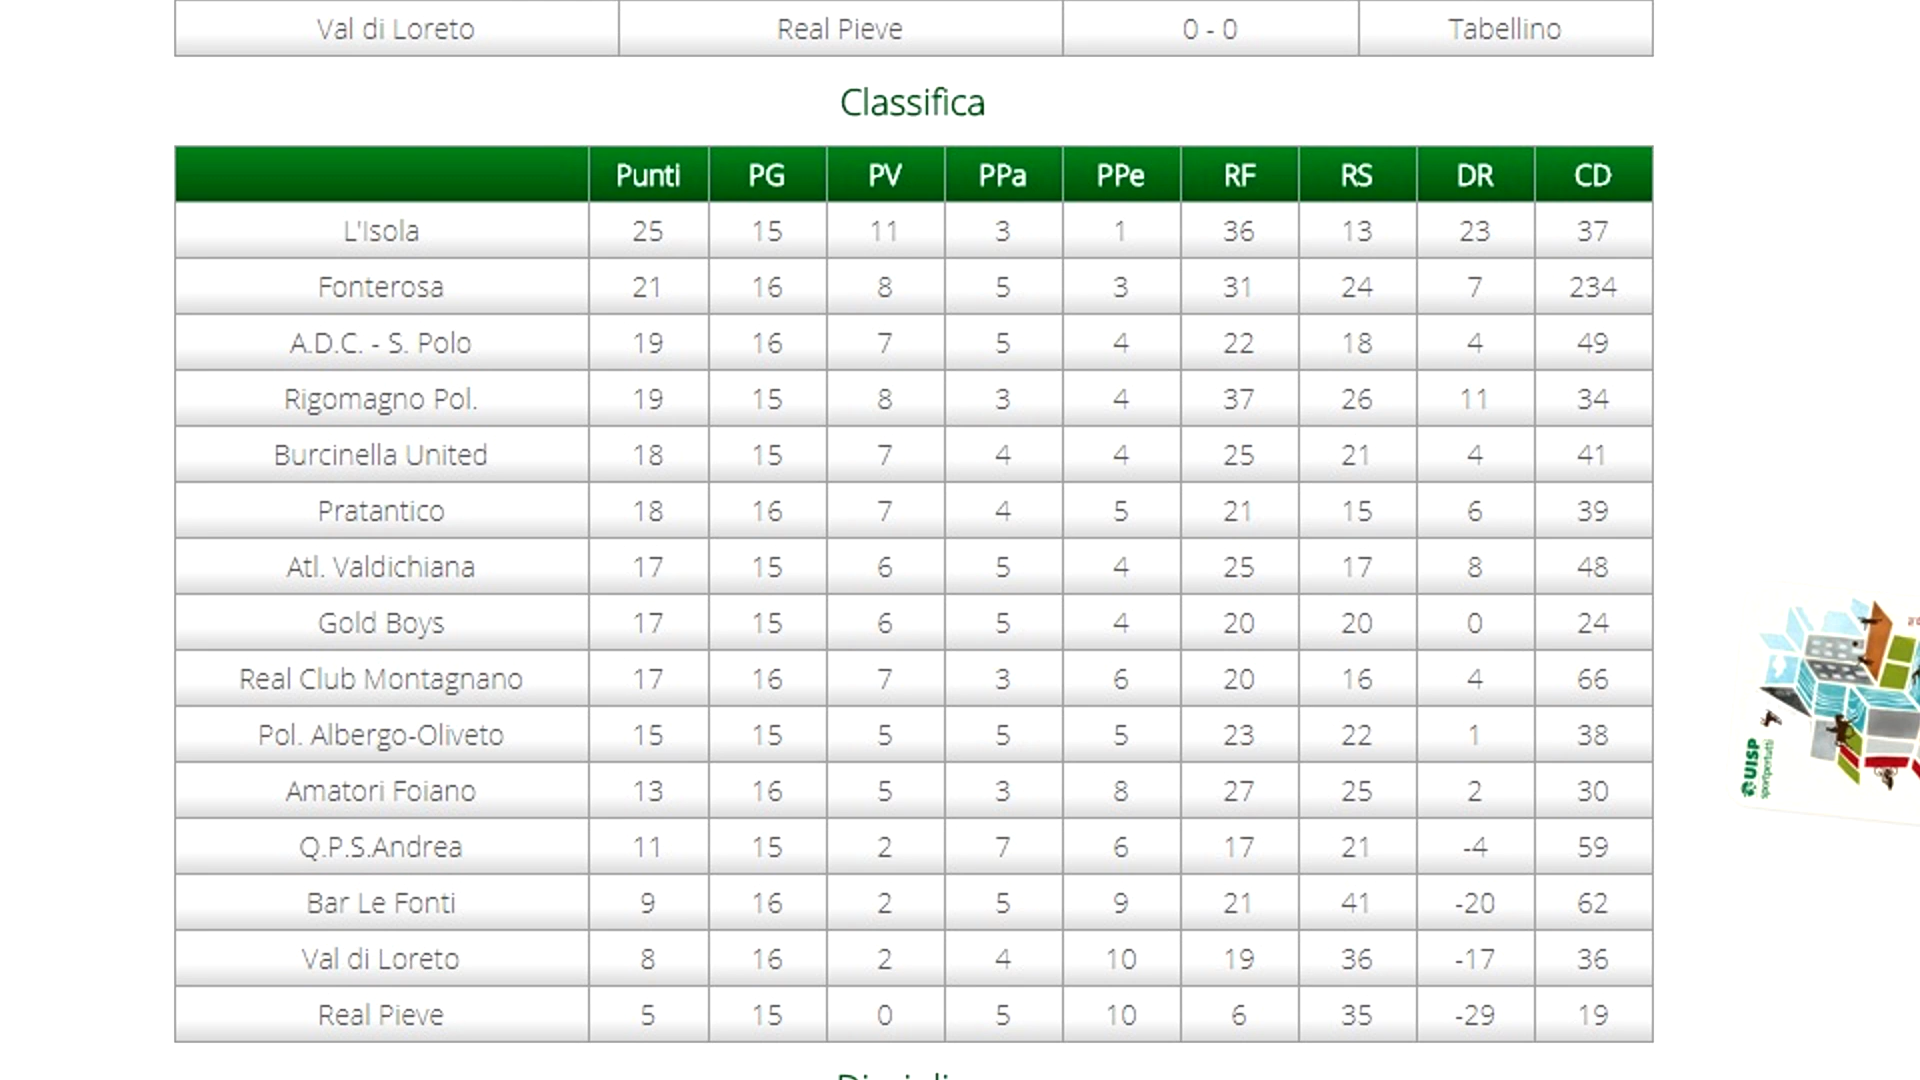 Val di Loreto Real Pieve 0 - 0 Tabellino
Classifica
Punti PG PV PPa PPe RF RS DR CD
L'Isola 25 15 11 3 1 36 13 23 37
Fonterosa 21 16 8 5 3 31 24 7 234
A.D.C. - S. Polo 19 16 7 5 4 22 18 4 49
Rigomagno Pol. 19 15 8 3 4 37 26 11 34
Burcinella United 18 15 7 4 4 25 21 4 41
Pratantico 18 16 7 4 5 21 15 6 39
Atl. Valdichiana 17 15 6 5 4 25 17 8 48
Gold Boys 17 15 6 5 4 20 20 0 24
Real Club Montagnano 17 16 7 3 6 20 16 4 66
Pol. Albergo-Oliveto 15 15 5 5 5 23 22 1 38
Amatori Foiano 13 16 5 3 8 27 25 2 30
Q.P.S.Andrea 11 15 2 7 6 17 21 -4 59
Bar Le Fonti 9 16 2 5 9 21 41 -20 62
Val di Loreto 8 16 2 4 10 19 36 -17 36
Real Pieve 5 15 0 5 10 6 35 -29 19
UISP
sportpertutti